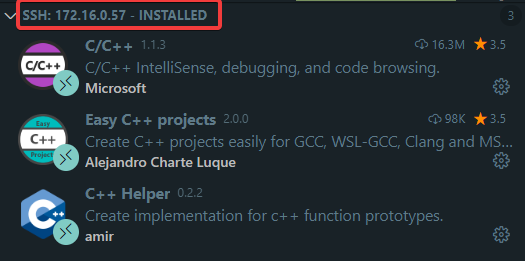 SSH: 172.16.0.57 - INSTALLED 3
C/C++ 1.1.3 16.3M 3.5
C/C++ IntelliSense, debugging, and code browsing.
Microsoft
C/C++
Easy C++ projects 2.0.0 98K 3.5
Create C++ projects easily for GCC, WSL-GCC, Clang and MS...
Alejandro Charte Luque
Easy
C++
Project
C++ Helper 0.2.2
Create implementation for c++ function prototypes.
amir
C++